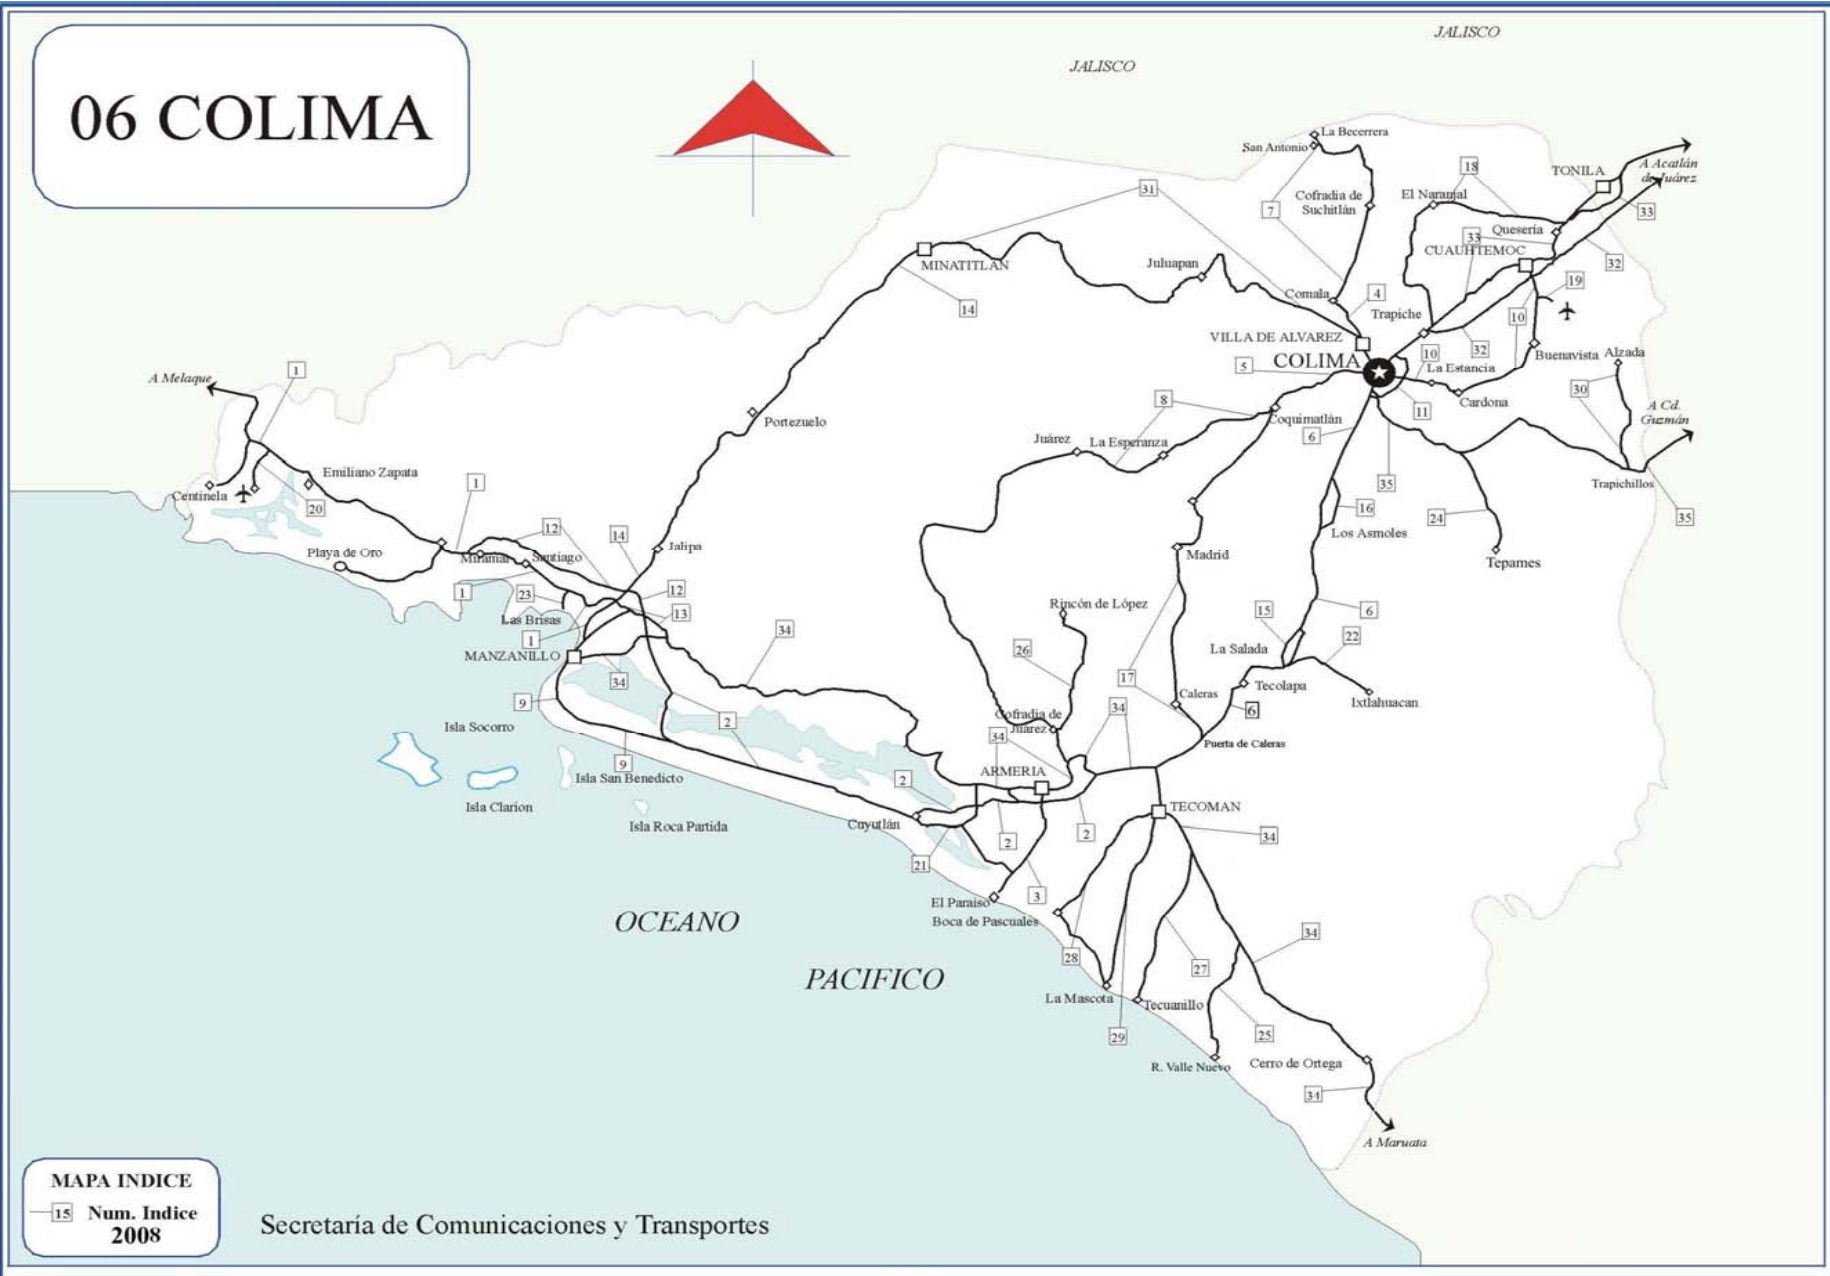 JALISCO
JALISCO
06 COLIMA
La Becerrera
San Antonio
TONILA
A Acatlán
de Juárez
18
31
7
Cofradia de
Suchitlán
El Naranjal
33
Quesería
33
CUAUHTEMOC
32
MINATITLAN
Juluapan
19
Comala
4
14
Trapiche
10
VILLA DE ALVAREZ
32
10
Buenavista
Alzada
COLIMA
5
La Estancia
1
A Melaque
30
8
Cardona
11
A Cd.
Guzmán
Coquimatlán
Portezuelo
6
Juárez
La Esperanza
Emiliano Zapata
1
35
Trapichillos
Centinela
20
16
24
35
12
14
Los Asmoles
Playa de Oro
Miramar
Santiago
Jalipa
Madrid
Tepames
1
23
12
13
Rincón de López
15
6
Las Brisas
1
34
22
MANZANILLO
26
La Salada
34
17
Tecolapa
9
Caleras
Ixtlahuacan
34
6
Isla Socorro
2
Cofradia de
Juárez
34
Puerta de Caleras
9
Isla San Benedicto
ARMERIA
2
Isla Clarion
TECOMAN
Isla Roca Partida
Cuyutlán
2
2
34
21
3
El Paraiso
Boca de Pascuales
OCEANO
34
28
27
PACIFICO
La Mascota
Tecuanillo
29
25
R. Valle Nuevo
Cerro de Ortega
34
A Maruata
MAPA INDICE
15 Num. Indice
2008
Secretaría de Comunicaciones y Transportes